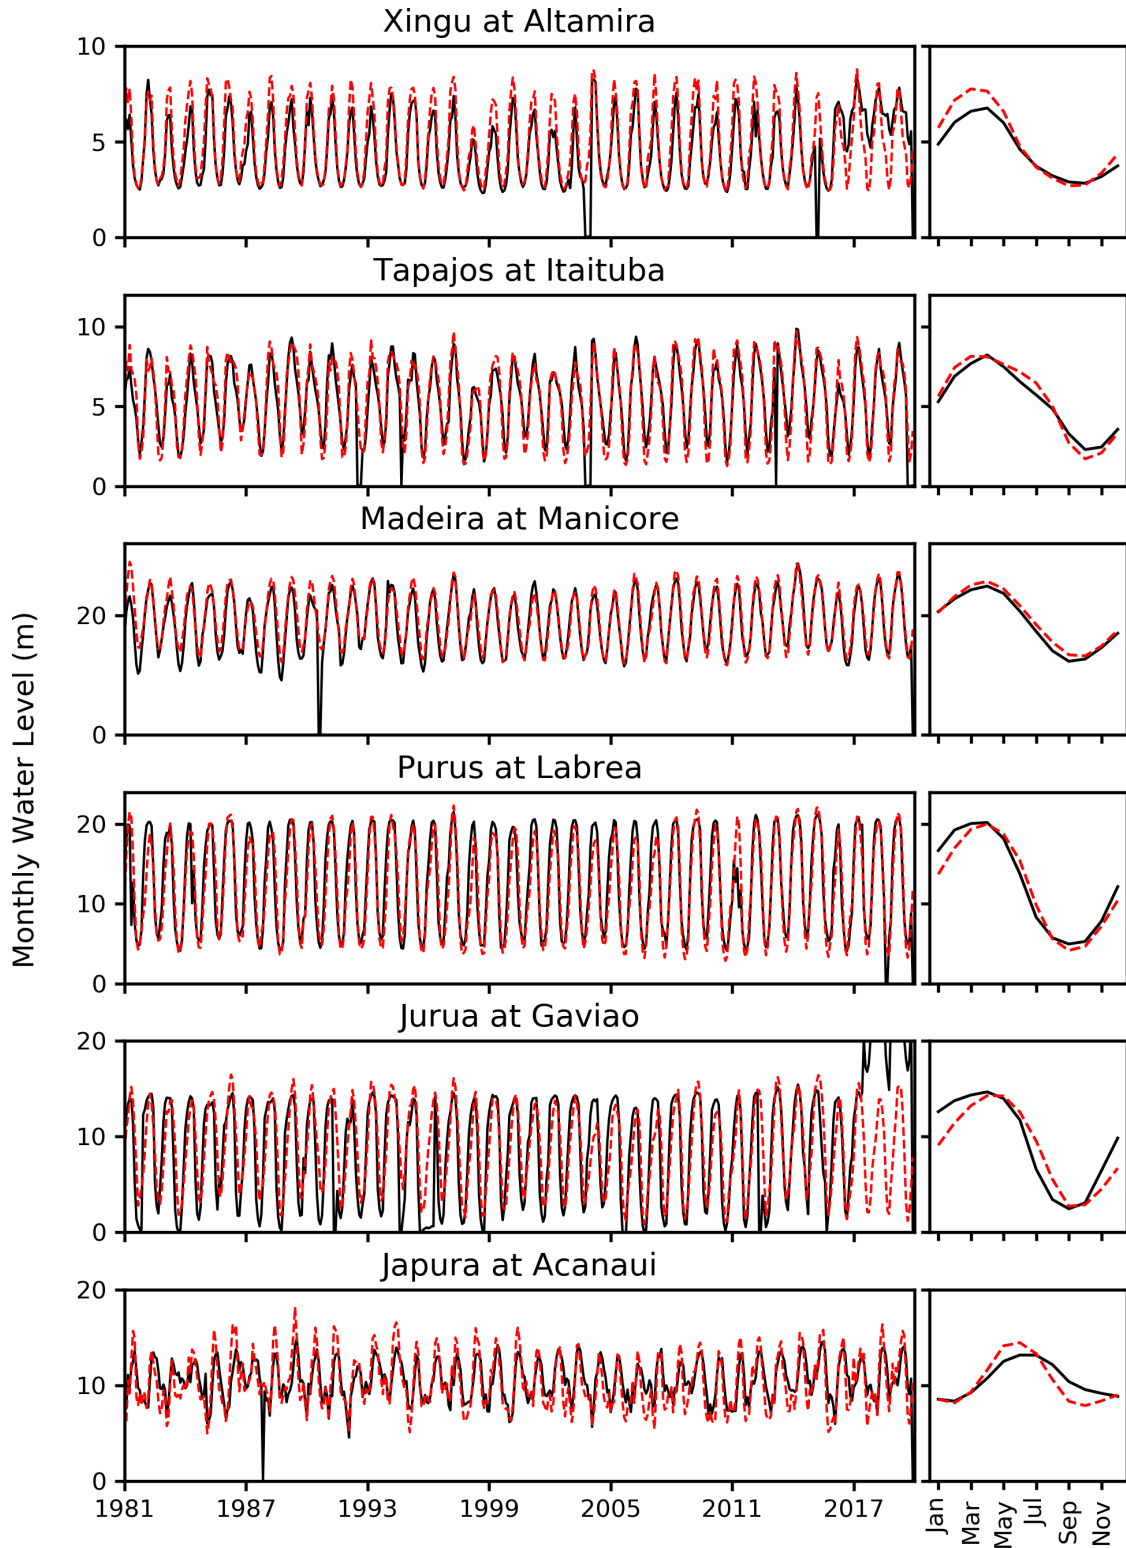 Xingu at Altamira
10
5
0
Tapajos at Itaituba
10
5
0
Madeira at Manicore
20
0
Purus at Labrea
20
10
0
Jurua at Gaviao
20
10
0
Japura at Acanaui
20
10
0
1981 1987 1993 1999 2005 2011 2017
Jan Mar May Jul Sep Nov
Monthly Water Level (m)